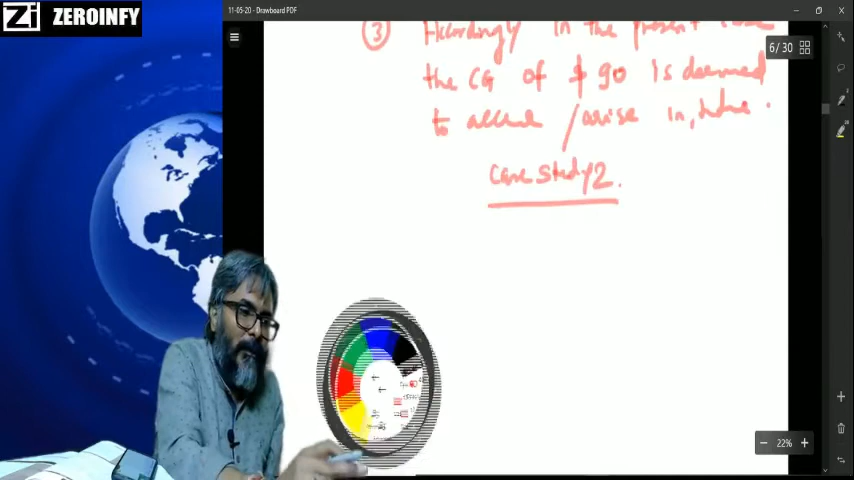 Zi ZEROINFY
11-05-20 - Drawboard PDF
6/30
③ Accordingly in the present case
the CG of $ 90 is deemed
to accrue /arise in India.
Case Study 2.
22%